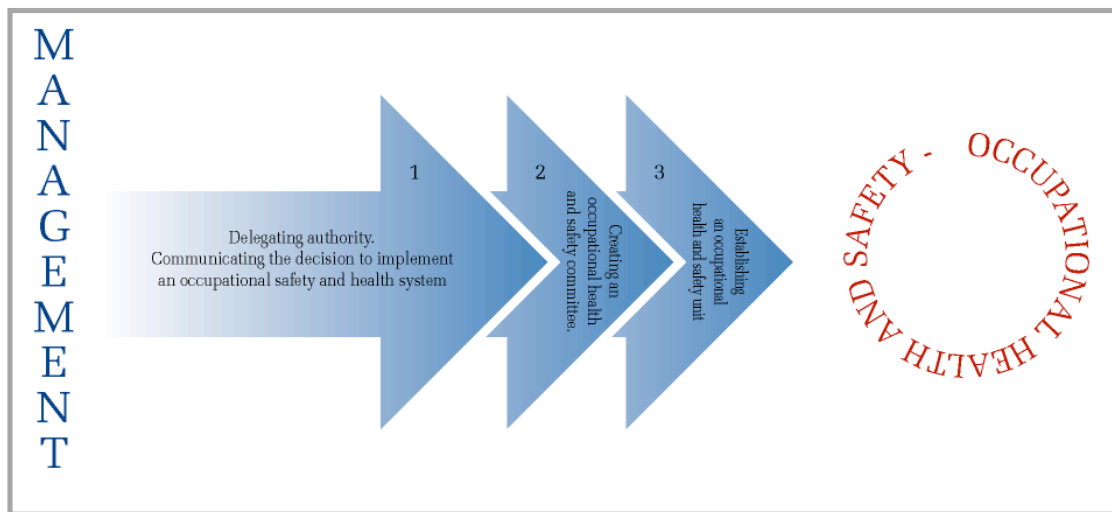 MANAGEMENT
1
Delegating authority.
Communicating the decision to implement
an occupational safety and health system
2
Creating an
occupational health
and safety committee.
3
Establishing
an occupational
health and safety unit
OCCUPATIONAL HEALTH AND SAFETY -